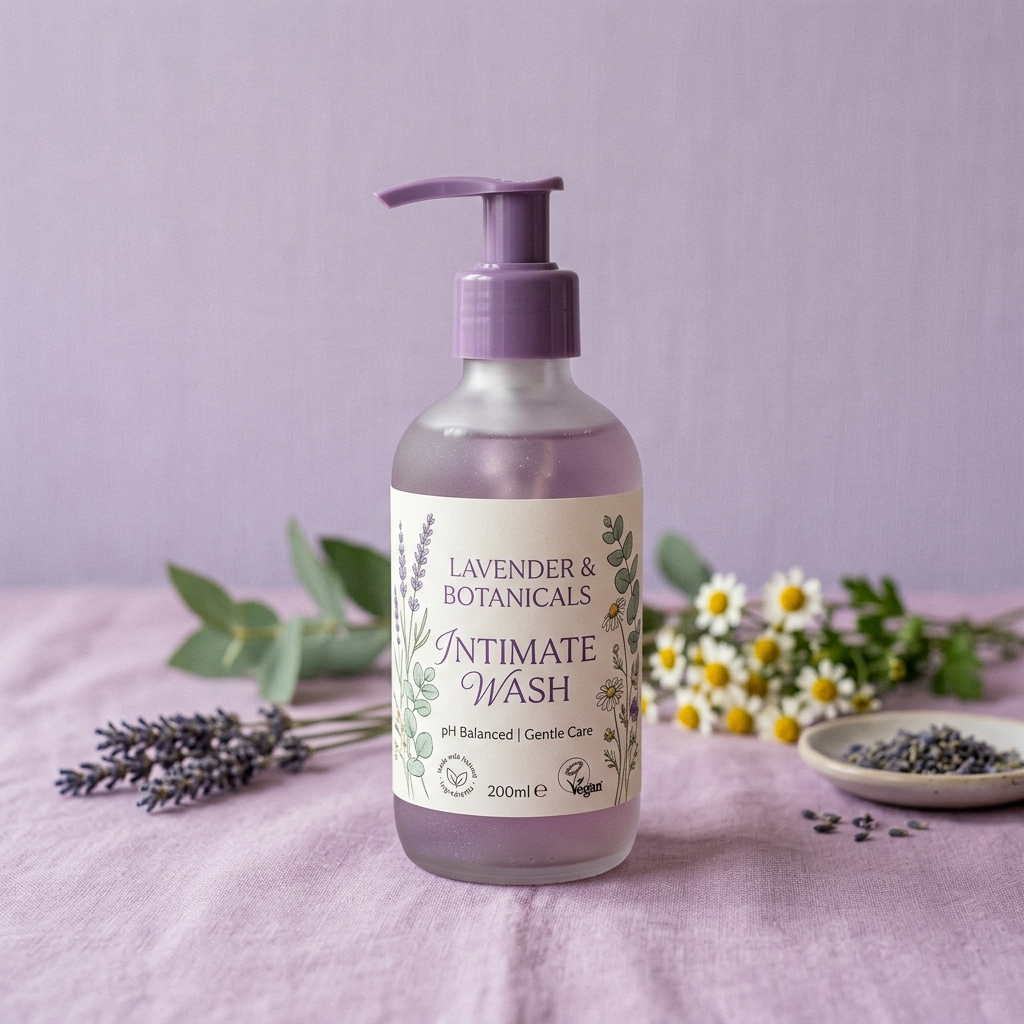 LAVENDER &
BOTANICALS
INTIMATE
WASH
pH Balanced | Gentle Care
200ml ℮
Vegan